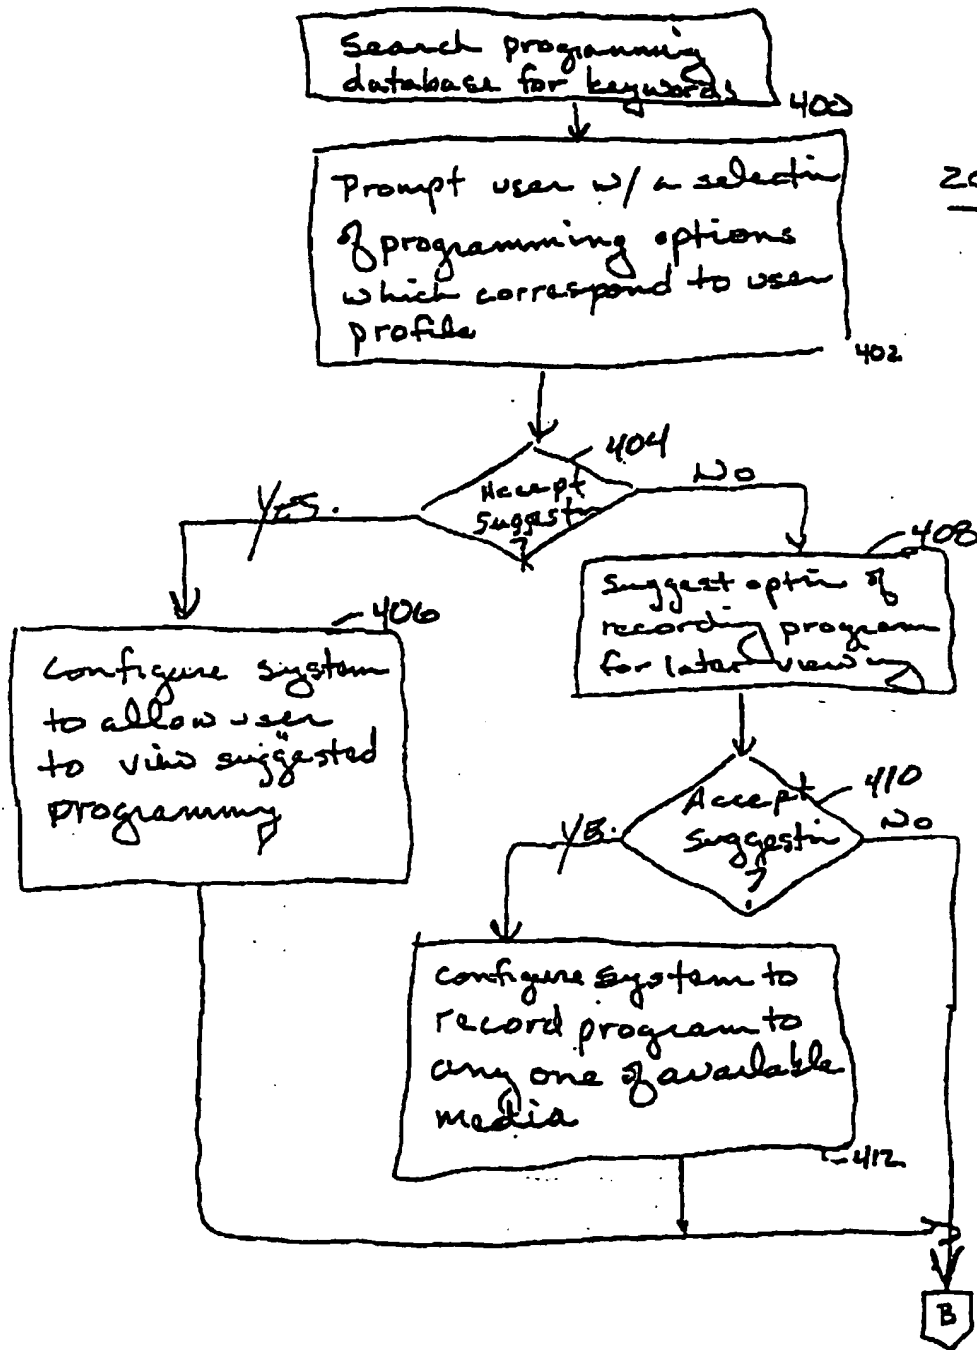 Search programming
database for keywords
400
Prompt user w/ a selection
of programming options
which correspond to user
profile
402
404
Accept
Suggestion
?
Yes.
No
406
Configure system
to allow user
to view suggested
programming
408
Suggest option of
recording program
for later viewing
410
Accept
Suggestion
?
Yes.
No
configure system to
record program to
any one of available
media
412
B